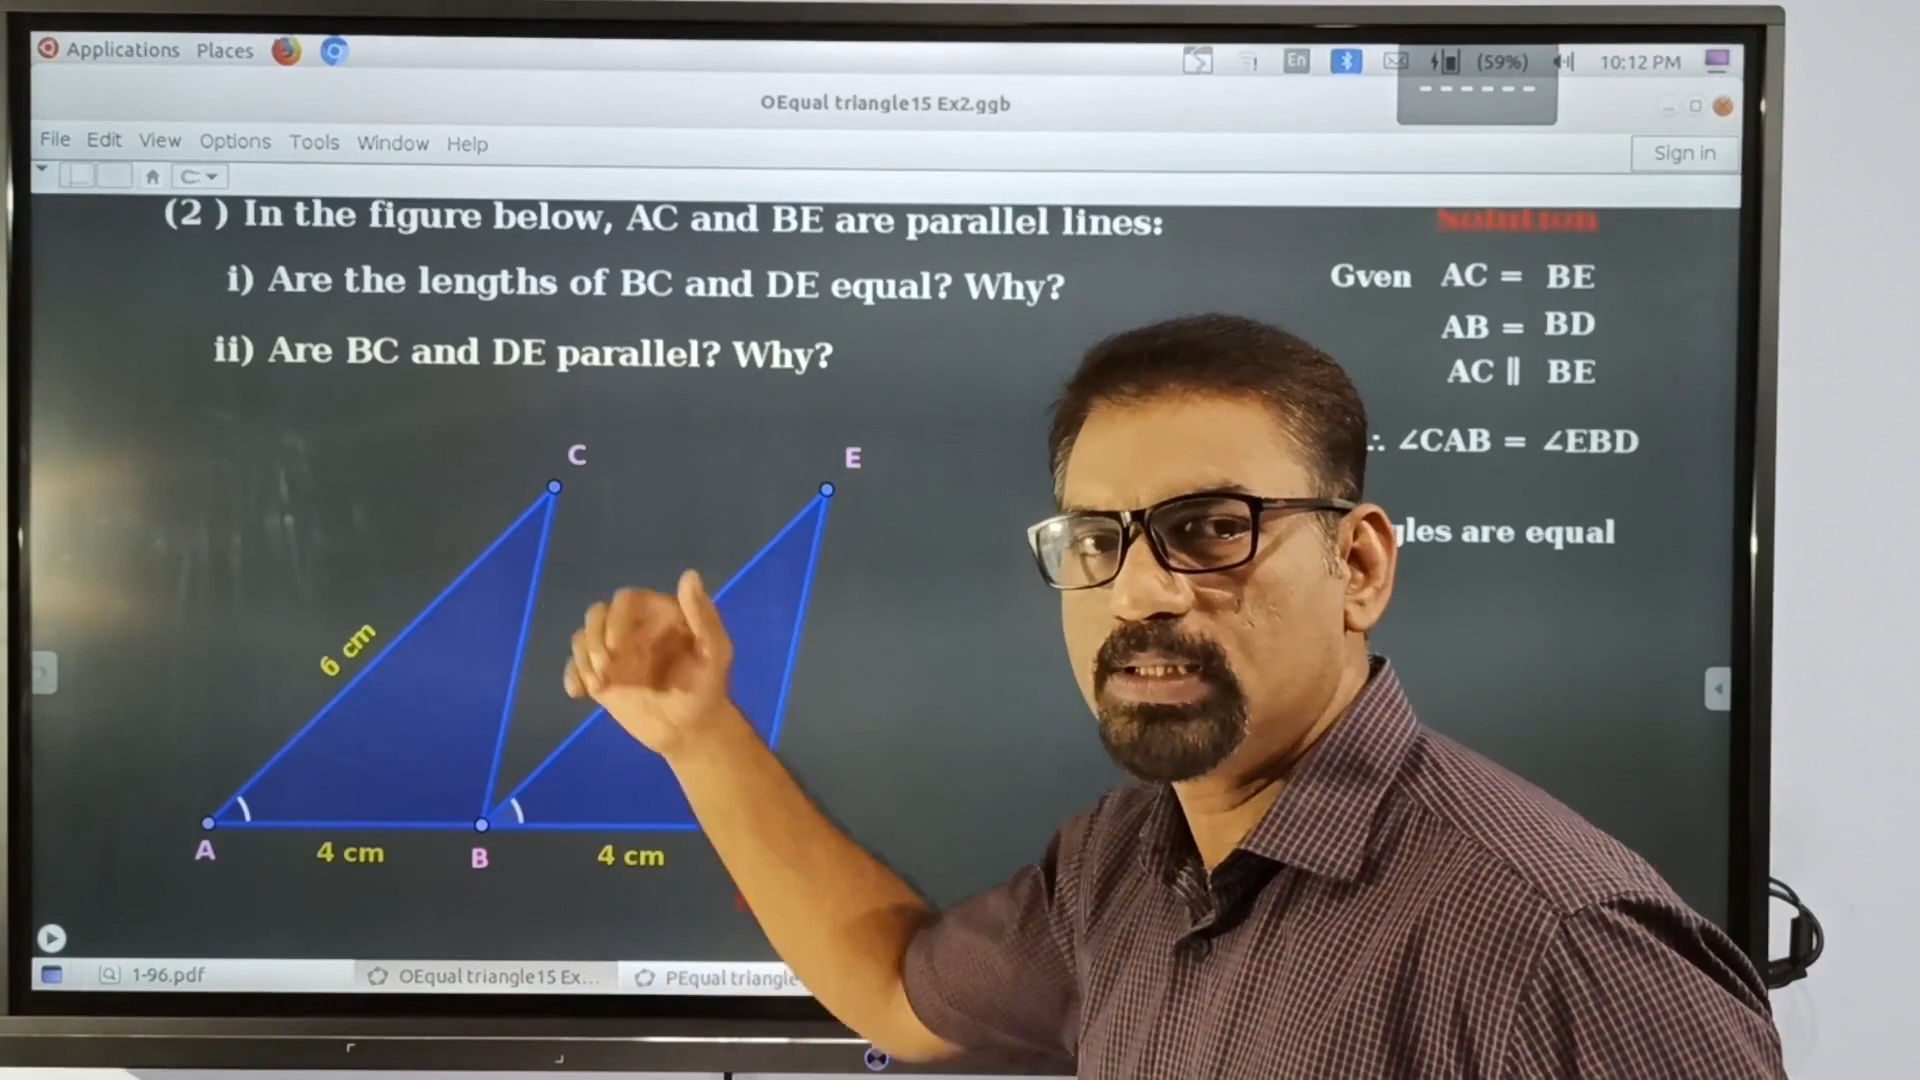 Applications Places
En
(59%)
10:12 PM
OEqual triangle15 Ex2.ggb
File Edit View Options Tools Window Help
Sign in
(2 ) In the figure below, AC and BE are parallel lines:
i) Are the lengths of BC and DE equal? Why?
ii) Are BC and DE parallel? Why?
Solution
Gven AC = BE
AB = BD
AC ∥ BE
∴ ∠CAB = ∠EBD
gles are equal
C
E
6 cm
A
4 cm
B
4 cm
1-96.pdf
OEqual triangle15 Ex...
PEqual triangle